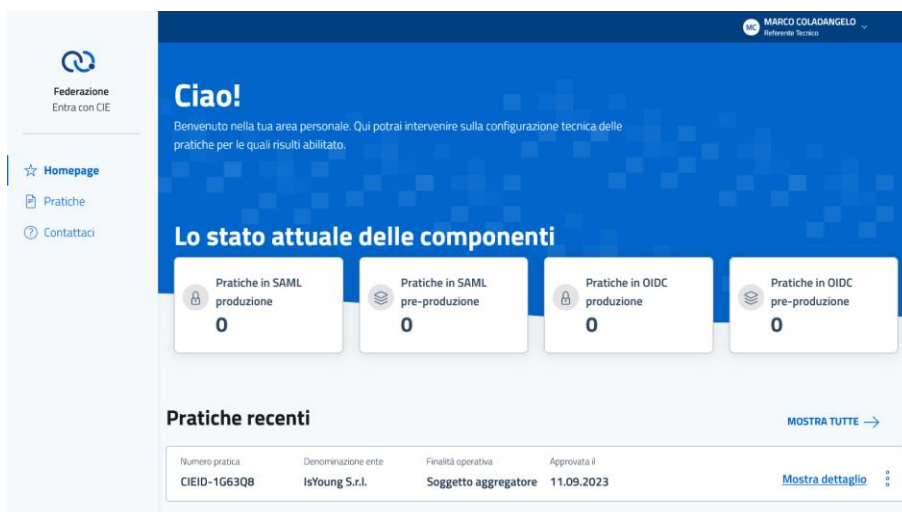 MC
MARCO COLADANGELO
Referente Tecnico
Federazione
Entra con CIE
Homepage
Pratiche
Contattaci
Ciao!
Benvenuto nella tua area personale. Qui potrai intervenire sulla configurazione tecnica delle
pratiche per le quali risulti abilitato.
Lo stato attuale delle componenti
Pratiche in SAML
produzione
0
Pratiche in SAML
pre-produzione
0
Pratiche in OIDC
produzione
0
Pratiche in OIDC
pre-produzione
0
Pratiche recenti
MOSTRA TUTTE
Numero pratica
CIEID-1G63Q8
Denominazione ente
IsYoung S.r.l.
Finalità operativa
Soggetto aggregatore
Approvata il
11.09.2023
Mostra dettaglio